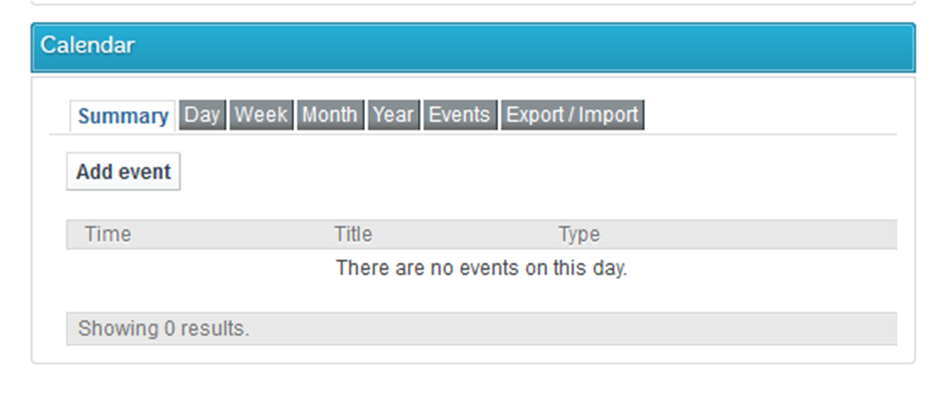 Calendar
Summary Day Week Month Year Events Export / Import
Add event
Time Title Type
There are no events on this day.
Showing 0 results.